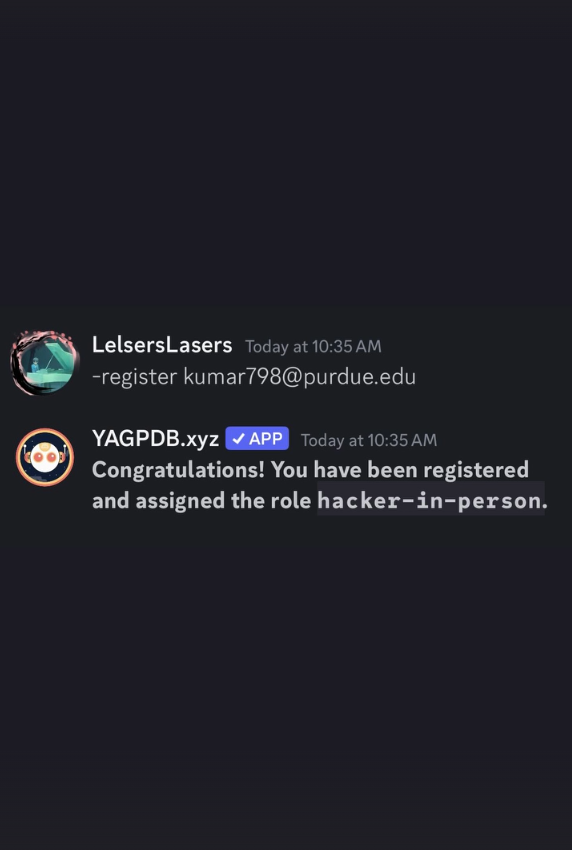 LelsersLasers Today at 10:35 AM
-register kumar798@purdue.edu
YAGPDB.xyz ✓ APP Today at 10:35 AM
Congratulations! You have been registered
and assigned the role hacker-in-person.